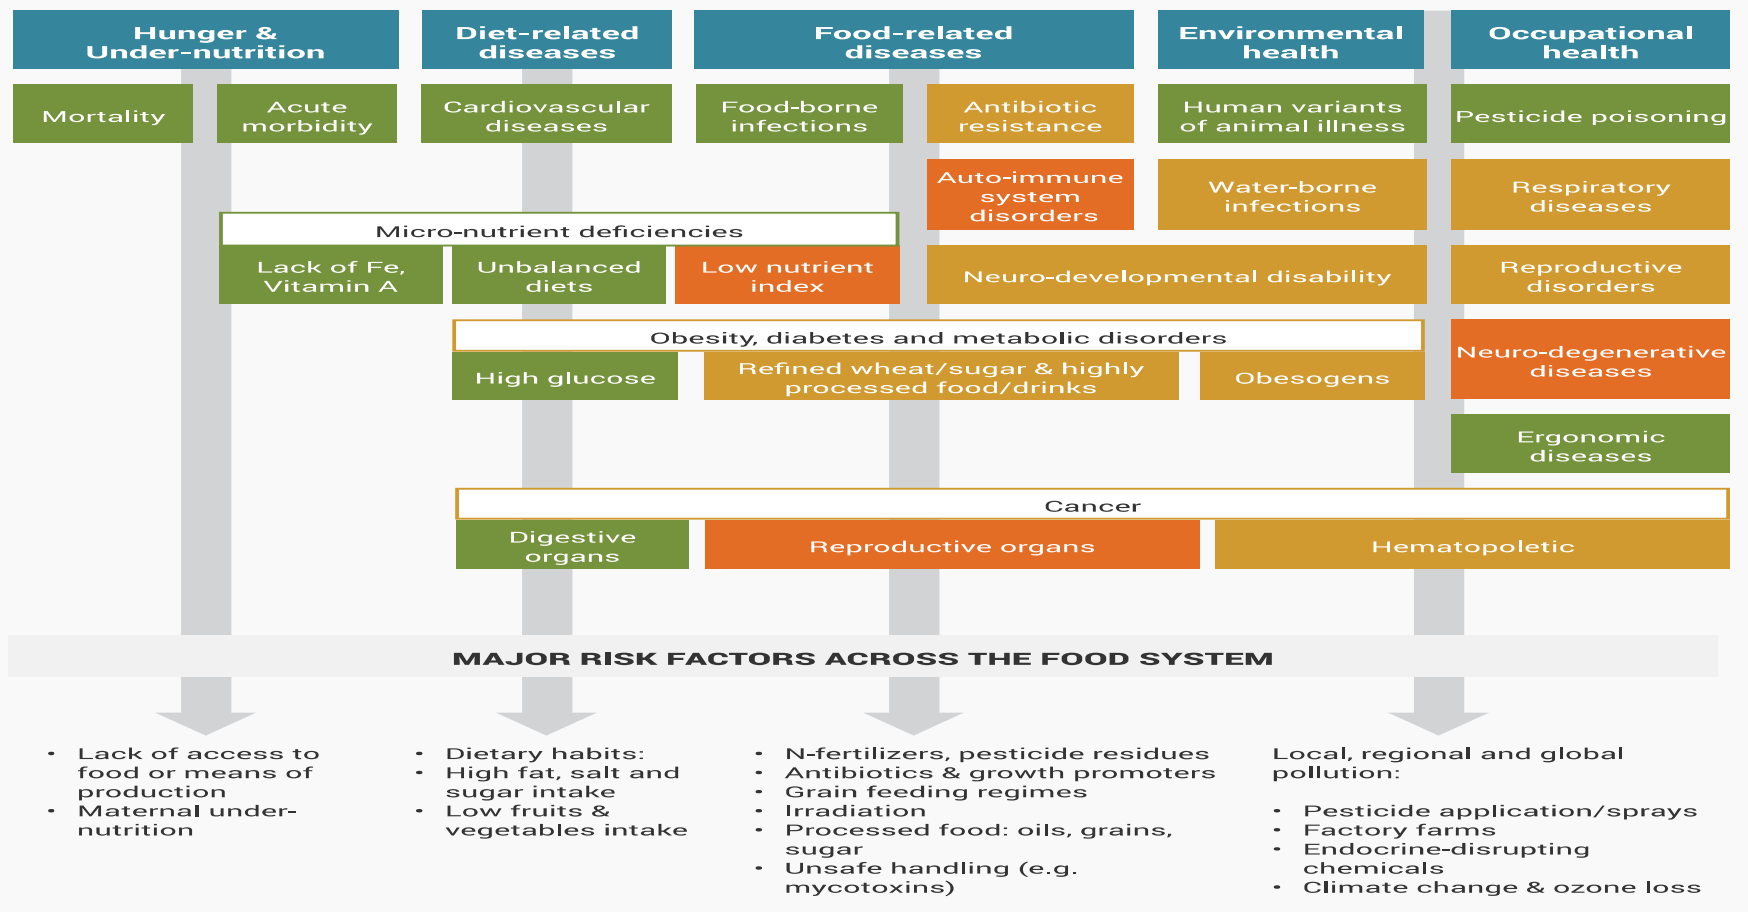 Hunger &
Under-nutrition
Diet-related
diseases
Food-related
diseases
Environmental
health
Occupational
health
Mortality
Acute
morbidity
Cardiovascular
diseases
Food-borne
infections
Antibiotic
resistance
Human variants
of animal illness
Pesticide poisoning
Auto-immune
system
disorders
Water-borne
infections
Respiratory
diseases
Micro-nutrient deficiencies
Lack of Fe,
Vitamin A
Unbalanced
diets
Low nutrient
index
Neuro-developmental disability
Reproductive
disorders
Obesity, diabetes and metabolic disorders
High glucose
Refined wheat/sugar & highly
processed food/drinks
Obesogens
Neuro-degenerative
diseases
Ergonomic
diseases
Cancer
Digestive
organs
Reproductive organs
Hematopoletic
MAJOR RISK FACTORS ACROSS THE FOOD SYSTEM
• Lack of access to
food or means of
production
• Maternal under-
nutrition
• Dietary habits:
• High fat, salt and
sugar intake
• Low fruits &
vegetables intake
• N-fertilizers, pesticide residues
• Antibiotics & growth promoters
• Grain feeding regimes
• Irradiation
• Processed food: oils, grains,
sugar
• Unsafe handling (e.g.
mycotoxins)
Local, regional and global
pollution:
• Pesticide application/sprays
• Factory farms
• Endocrine-disrupting
chemicals
• Climate change & ozone loss